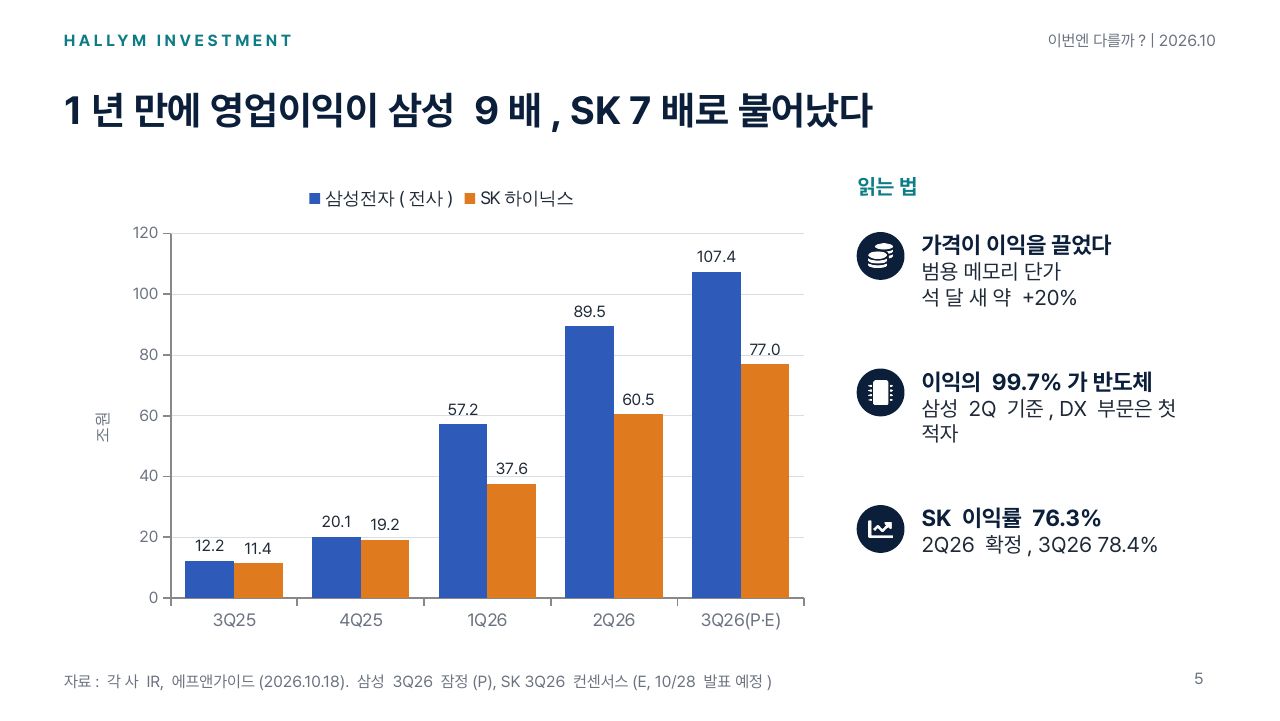 HALLYM INVESTMENT
이번엔 다를까 ? | 2026.10
1 년 만에 영업이익이 삼성 9 배 , SK 7 배로 불어났다
삼성전자 ( 전사 ) SK 하이닉스
조원
120
100
80
60
40
20
0
12.2 11.4
20.1 19.2
57.2 37.6
89.5 60.5
107.4 77.0
3Q25 4Q25 1Q26 2Q26 3Q26(P·E)
읽는 법
가격이 이익을 끌었다
범용 메모리 단가
석 달 새 약 +20%
이익의 99.7% 가 반도체
삼성 2Q 기준 , DX 부문은 첫
적자
SK 이익률 76.3%
2Q26 확정 , 3Q26 78.4%
자료 : 각 사 IR, 에프앤가이드 (2026.10.18). 삼성 3Q26 잠정 (P), SK 3Q26 컨센서스 (E, 10/28 발표 예정 )
5